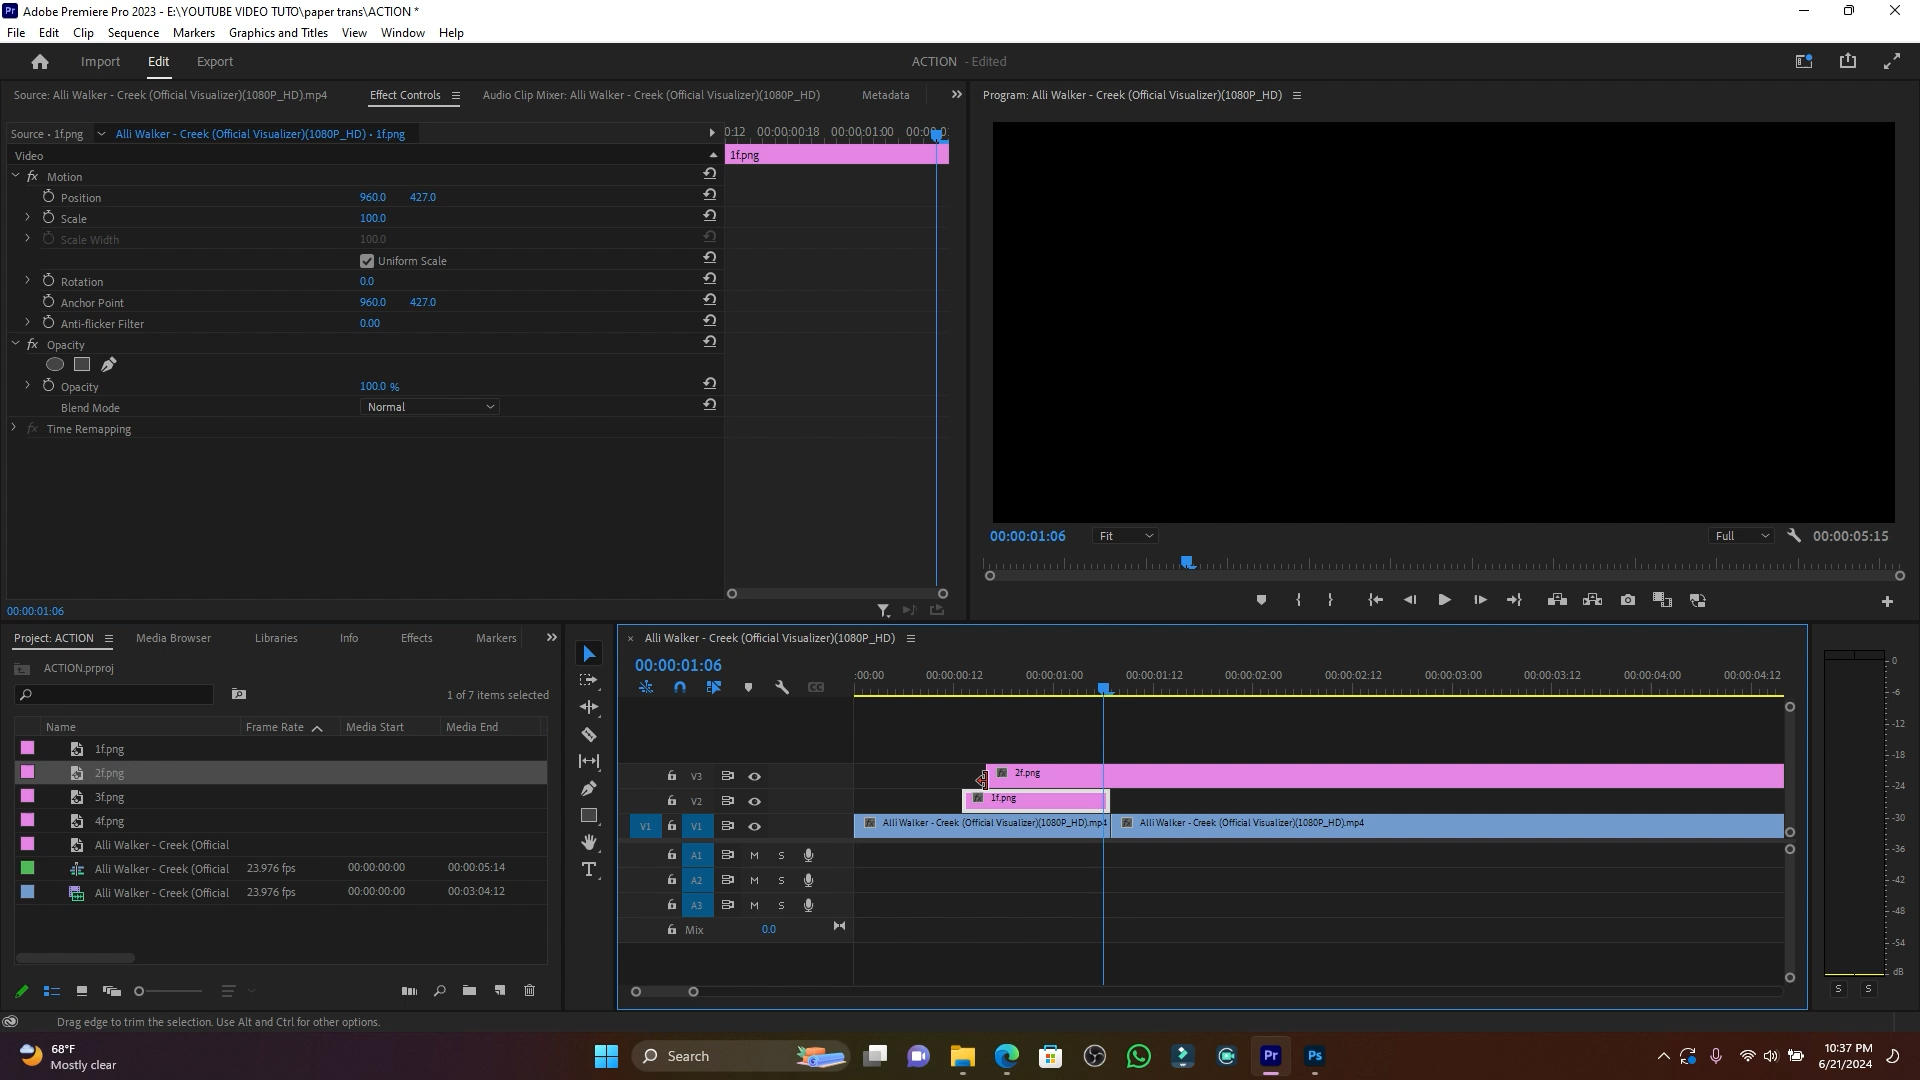 Pr Adobe Premiere Pro 2023 - E:\YOUTUBE VIDEO TUTO\paper trans\ACTION *
File Edit Clip Sequence Markers Graphics and Titles View Window Help
Import Edit Export ACTION - Edited
Source: Alli Walker - Creek (Official Visualizer)(1080P_HD).mp4 Effect Controls Audio Clip Mixer: Alli Walker - Creek (Official Visualizer)(1080P_HD) Metadata Program: Alli Walker - Creek (Official Visualizer)(1080P_HD)
Source • 1f.png Alli Walker - Creek (Official Visualizer)(1080P_HD) • 1f.png 0:12 00:00:00:18 00:00:01:00
Video 1f.png
fx Motion
Position 960.0 427.0
Scale 100.0
Scale Width 100.0
Uniform Scale
Rotation 0.0
Anchor Point 960.0 427.0
Anti-flicker Filter 0.00
fx Opacity
Opacity 100.0 %
Blend Mode Normal
fx Time Remapping
00:00:01:06 Fit Full 00:00:05:15
00:00:01:06
Project: ACTION Media Browser Libraries Info Effects Markers
ACTION.prproj
1 of 7 items selected
Name Frame Rate Media Start Media End
1f.png
2f.png
3f.png
4f.png
Alli Walker - Creek (Official
Alli Walker - Creek (Official 23.976 fps 00:00:00:00 00:00:05:14
Alli Walker - Creek (Official 23.976 fps 00:00:00:00 00:03:04:12
× Alli Walker - Creek (Official Visualizer)(1080P_HD)
00:00:01:06
:00:00 00:00:00:12 00:00:01:00 00:00:01:12 00:00:02:00 00:00:02:12 00:00:03:00 00:00:03:12 00:00:04:00 00:00:04:12
V3 2f.png
V2 1f.png
V1 V1 Alli Walker - Creek (Official Visualizer)(1080P_HD).mp4 Alli Walker - Creek (Official Visualizer)(1080P_HD).mp4
A1 M S
A2 M S
A3 M S
Mix 0.0
0
-6
-12
-18
-24
-30
-36
-42
-48
-54
dB
S S
Drag edge to trim the selection. Use Alt and Ctrl for other options.
68°F
Mostly clear
Search
Pr Ps
10:37 PM
6/21/2024